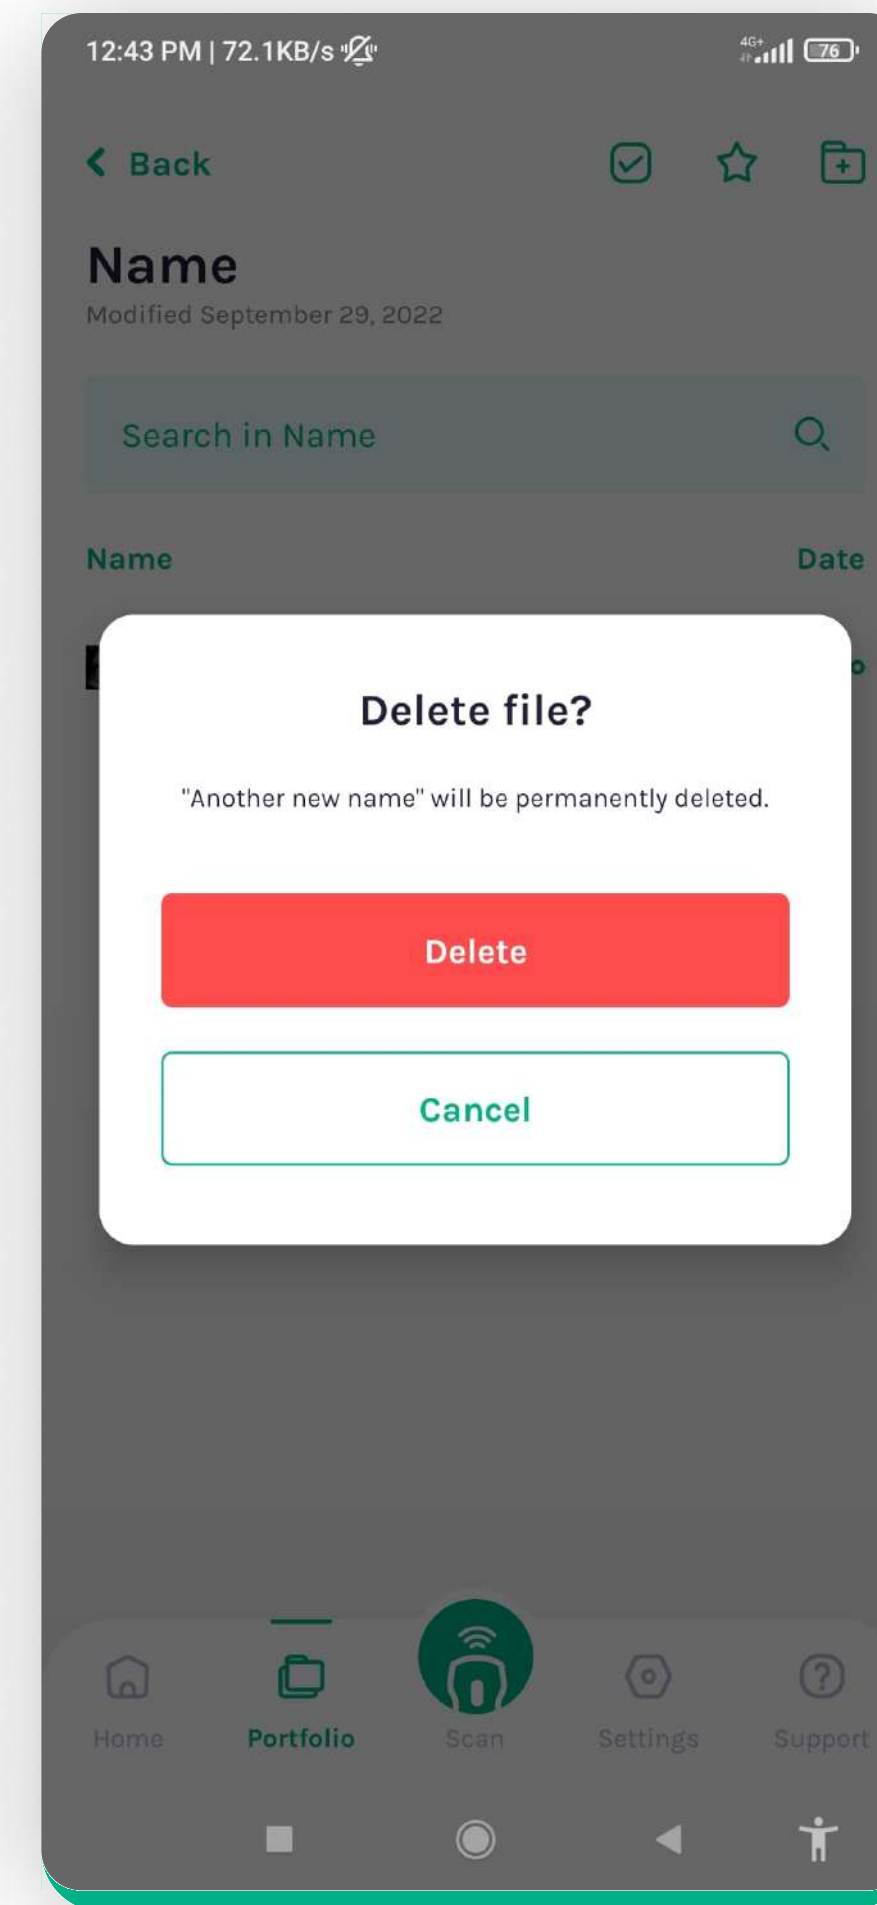 12:43 PM | 72.1KB/s 4G+ 76
Back
Name
Modified September 29, 2022
Search in Name
Name Date
Delete file?
"Another new name" will be permanently deleted.
Delete
Cancel
Home Portfolio Scan Settings Support